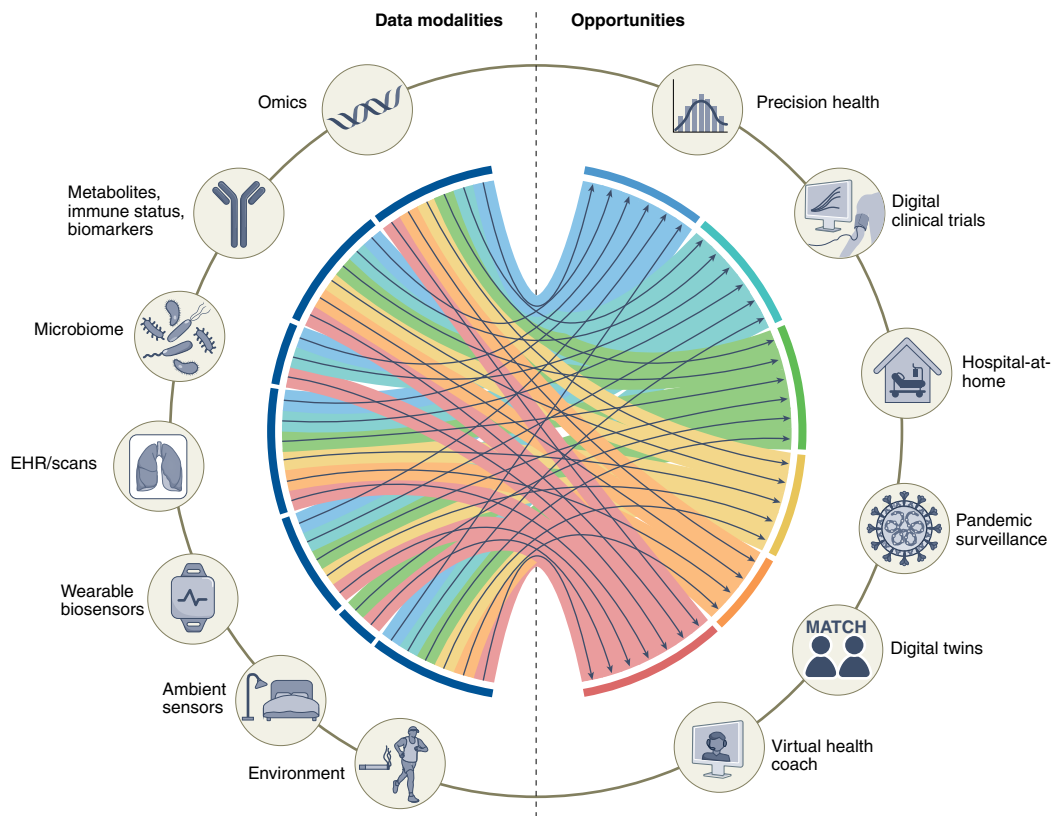 Data modalities
Opportunities
Omics
Metabolites,
immune status,
biomarkers
Microbiome
EHR/scans
Wearable
biosensors
Ambient
sensors
Environment
Precision health
Digital
clinical trials
Hospital-at-
home
Pandemic
surveillance
MATCH
Digital twins
Virtual health
coach